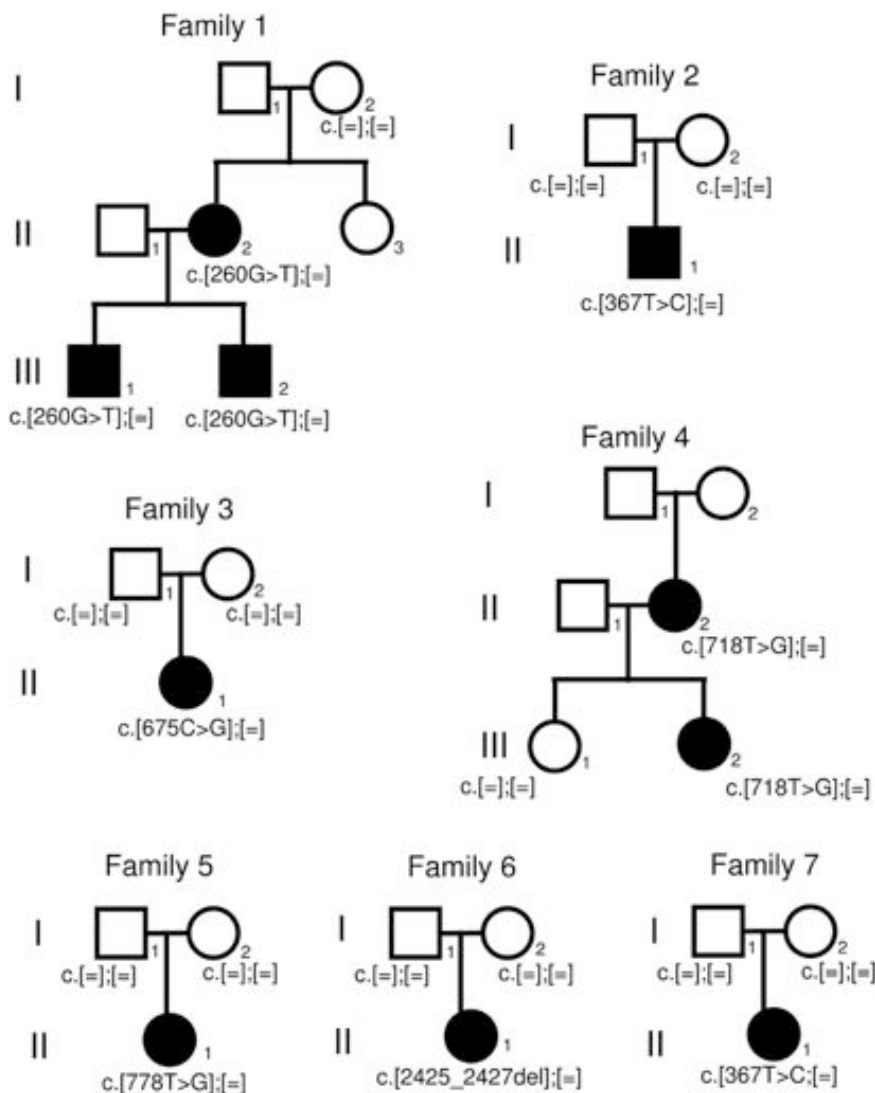 Family 1
I
1
2
c.[=];[=]
II
1
2
3
c.[260G>T];[=]
III
1
2
c.[260G>T];[=]
c.[260G>T];[=]
Family 2
I
1
2
c.[=];[=]
c.[=];[=]
II
1
c.[367T>C];[=]
Family 3
I
1
2
c.[=];[=]
c.[=];[=]
II
1
c.[675C>G];[=]
Family 4
I
1
2
II
1
2
c.[718T>G];[=]
III
1
2
c.[=];[=]
c.[718T>G];[=]
Family 5
I
1
2
c.[=];[=]
c.[=];[=]
II
1
c.[778T>G];[=]
Family 6
I
1
2
c.[=];[=]
c.[=];[=]
II
1
c.[2425_2427del];[=]
Family 7
I
1
2
c.[=];[=]
c.[=];[=]
II
1
c.[367T>C;[=]